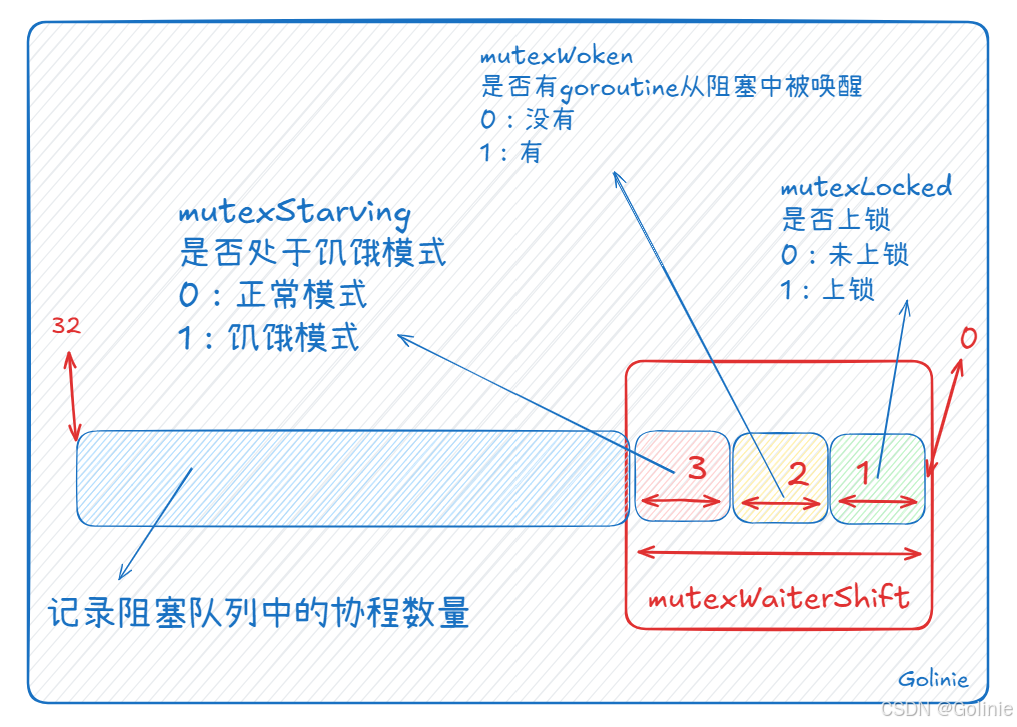 mutexWoken
是否有goroutine从阻塞中被唤醒
0：没有
1：有
mutexLocked
是否上锁
0：未上锁
1：上锁
mutexStarving
是否处于饥饿模式
0：正常模式
1：饥饿模式
32
0
3
2
1
mutexWaiterShift
记录阻塞队列中的协程数量
Golinie
CSDN @Golinie